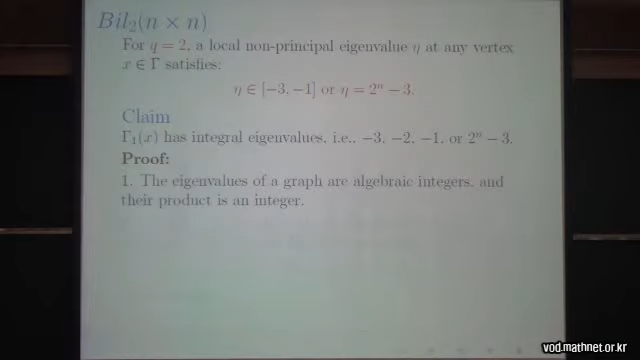 Bil₂(n × n)
For q = 2, a local non-principal eigenvalue η at any vertex
x ∈ Γ satisfies:
η ∈ [−3, −1] or η = 2ⁿ − 3.
Claim
Γ₁(x) has integral eigenvalues, i.e., −3, −2, −1, or 2ⁿ − 3.
Proof:
1. The eigenvalues of a graph are algebraic integers, and
their product is an integer.
vod.mathnet.or.kr